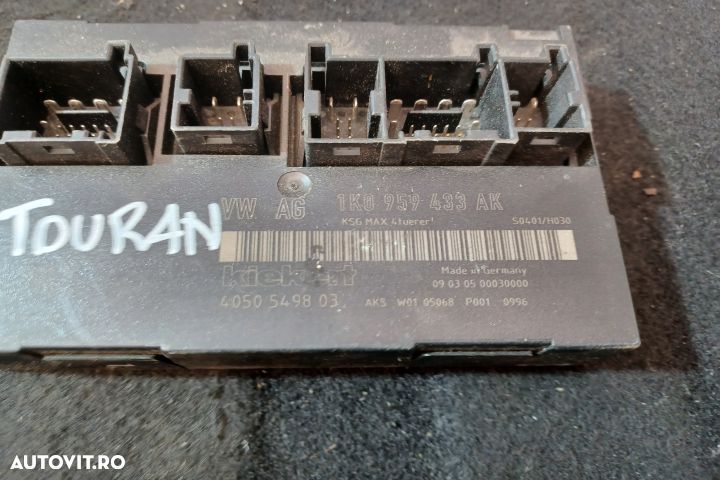 VW AG 1K0 959 433 AK
KSG MAX 4tuerer' S0401/H030
TOURAN
kiekert
Made in Germany
09 03 05 00030000
4050 5498 03 AKS W01 05068 P001 0996
AUTOVIT.RO